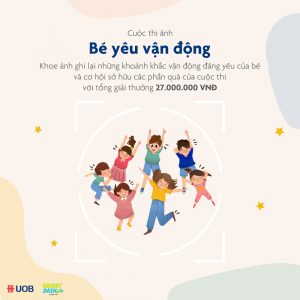 Cuộc thi ảnh
Bé yêu vận động
Khoe ảnh ghi lại những khoảnh khắc vận động đáng yêu của bé
và cơ hội sở hữu các phần quà của cuộc thi
với tổng giải thưởng 27.000.000 VNĐ
UOB